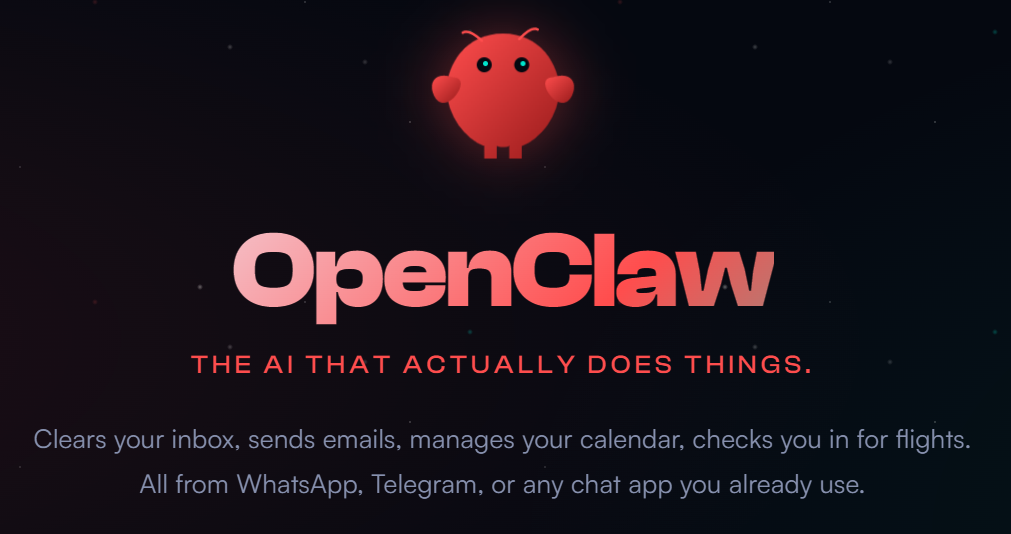 OpenClaw
THE AI THAT ACTUALLY DOES THINGS.
Clears your inbox, sends emails, manages your calendar, checks you in for flights.
All from WhatsApp, Telegram, or any chat app you already use.